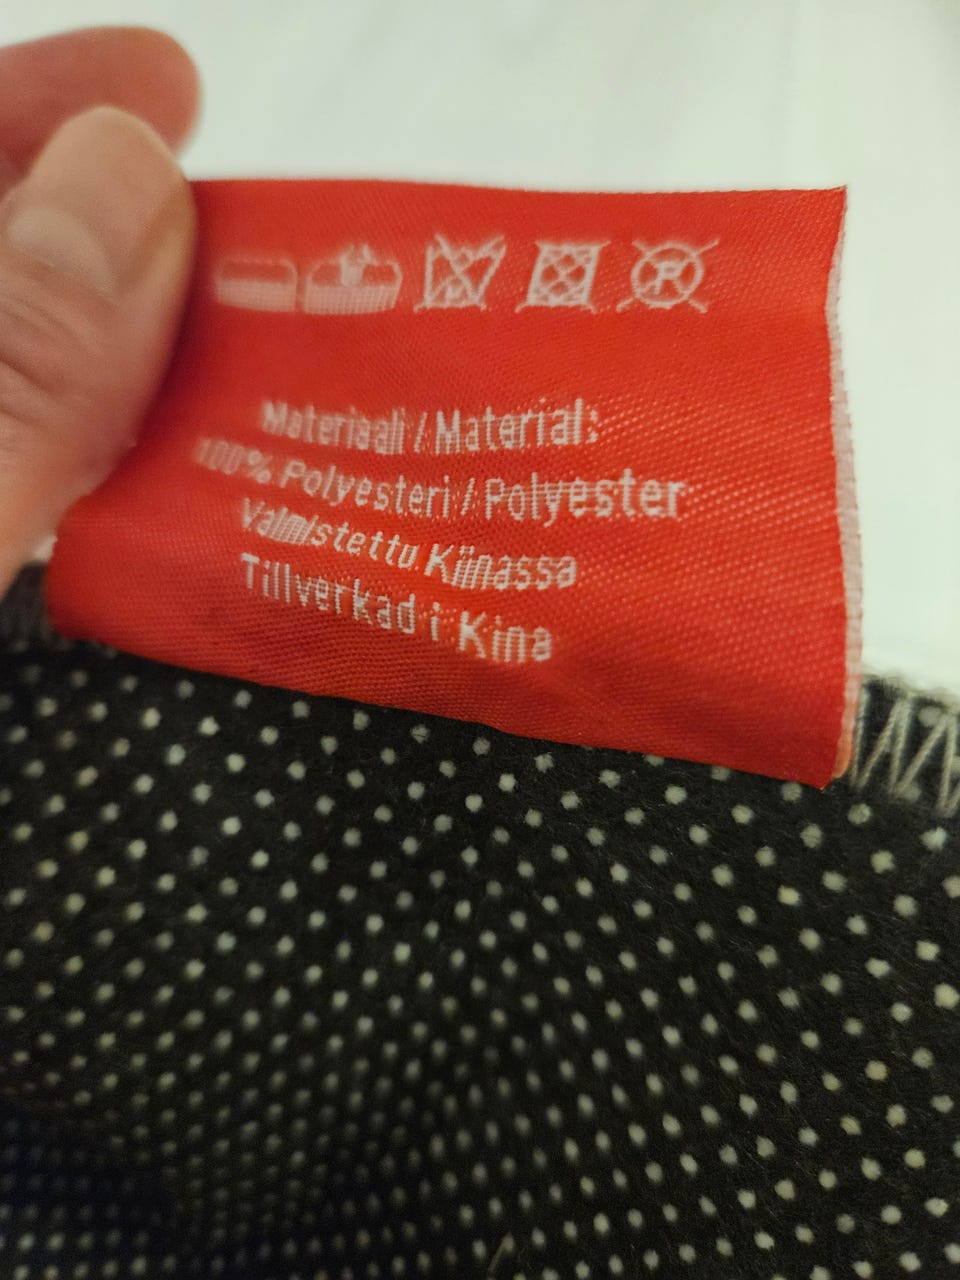 Materiaali / Material:
100% Polyesteri / Polyester
Valmistettu Kiinassa
Tillverkad i Kina